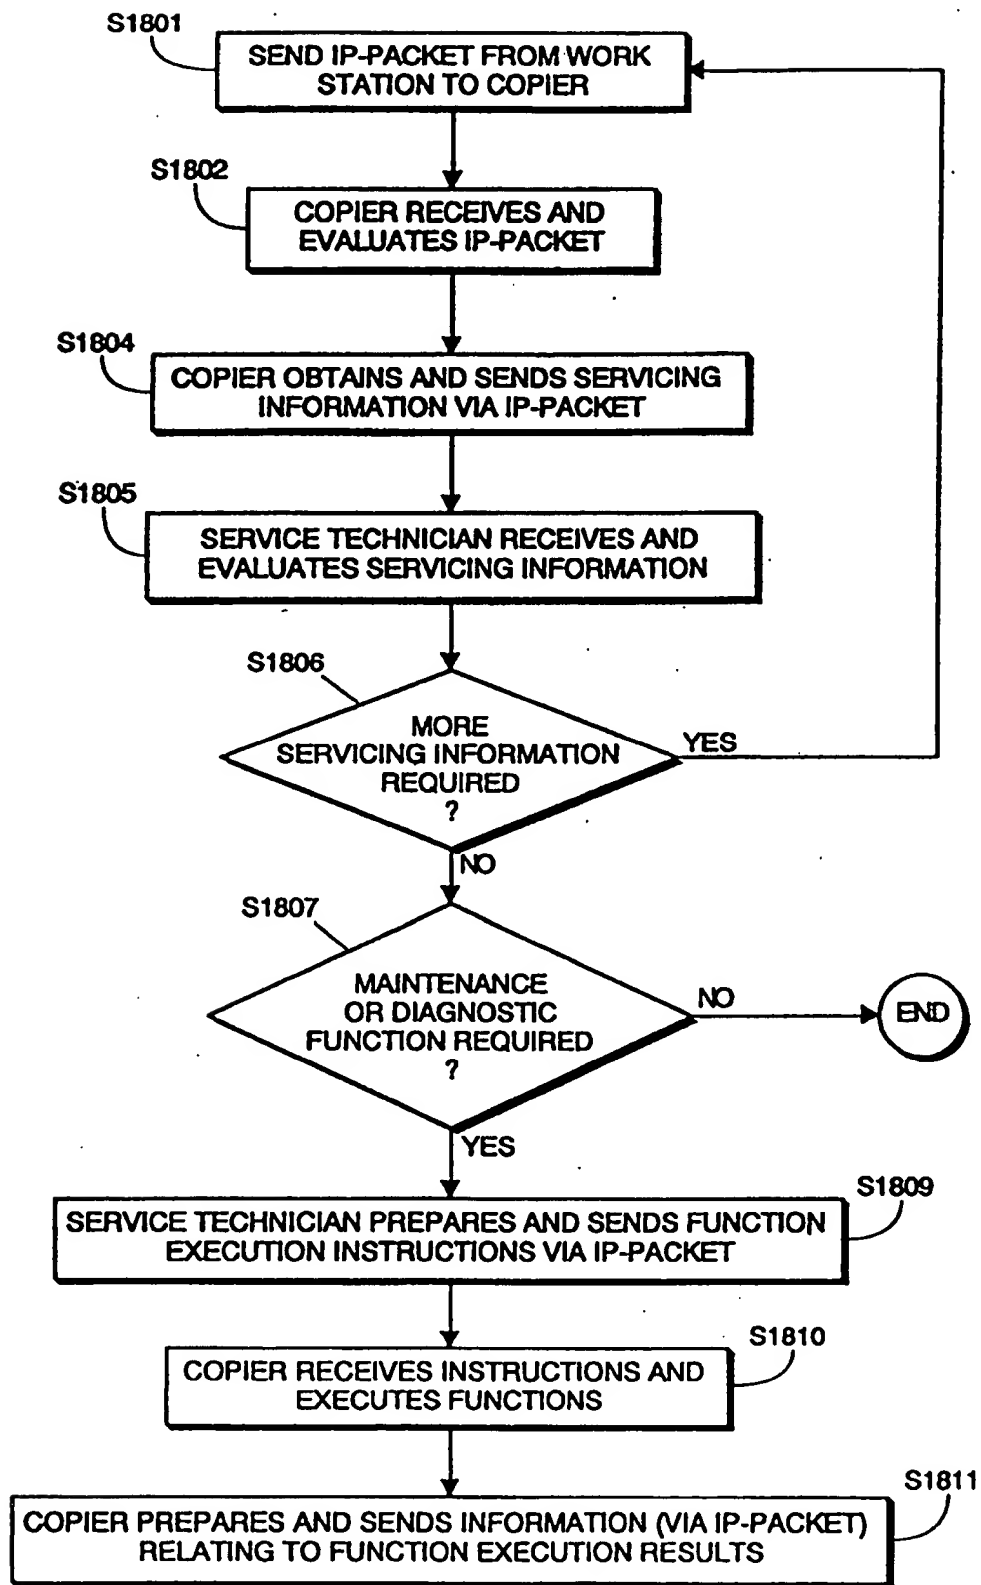 S1801
SEND IP-PACKET FROM WORK
STATION TO COPIER
S1802
COPIER RECEIVES AND
EVALUATES IP-PACKET
S1804
COPIER OBTAINS AND SENDS SERVICING
INFORMATION VIA IP-PACKET
S1805
SERVICE TECHNICIAN RECEIVES AND
EVALUATES SERVICING INFORMATION
S1806
MORE
SERVICING INFORMATION
REQUIRED
?
YES
NO
S1807
MAINTENANCE
OR DIAGNOSTIC
FUNCTION REQUIRED
?
NO
END
YES
S1809
SERVICE TECHNICIAN PREPARES AND SENDS FUNCTION
EXECUTION INSTRUCTIONS VIA IP-PACKET
S1810
COPIER RECEIVES INSTRUCTIONS AND
EXECUTES FUNCTIONS
S1811
COPIER PREPARES AND SENDS INFORMATION (VIA IP-PACKET)
RELATING TO FUNCTION EXECUTION RESULTS